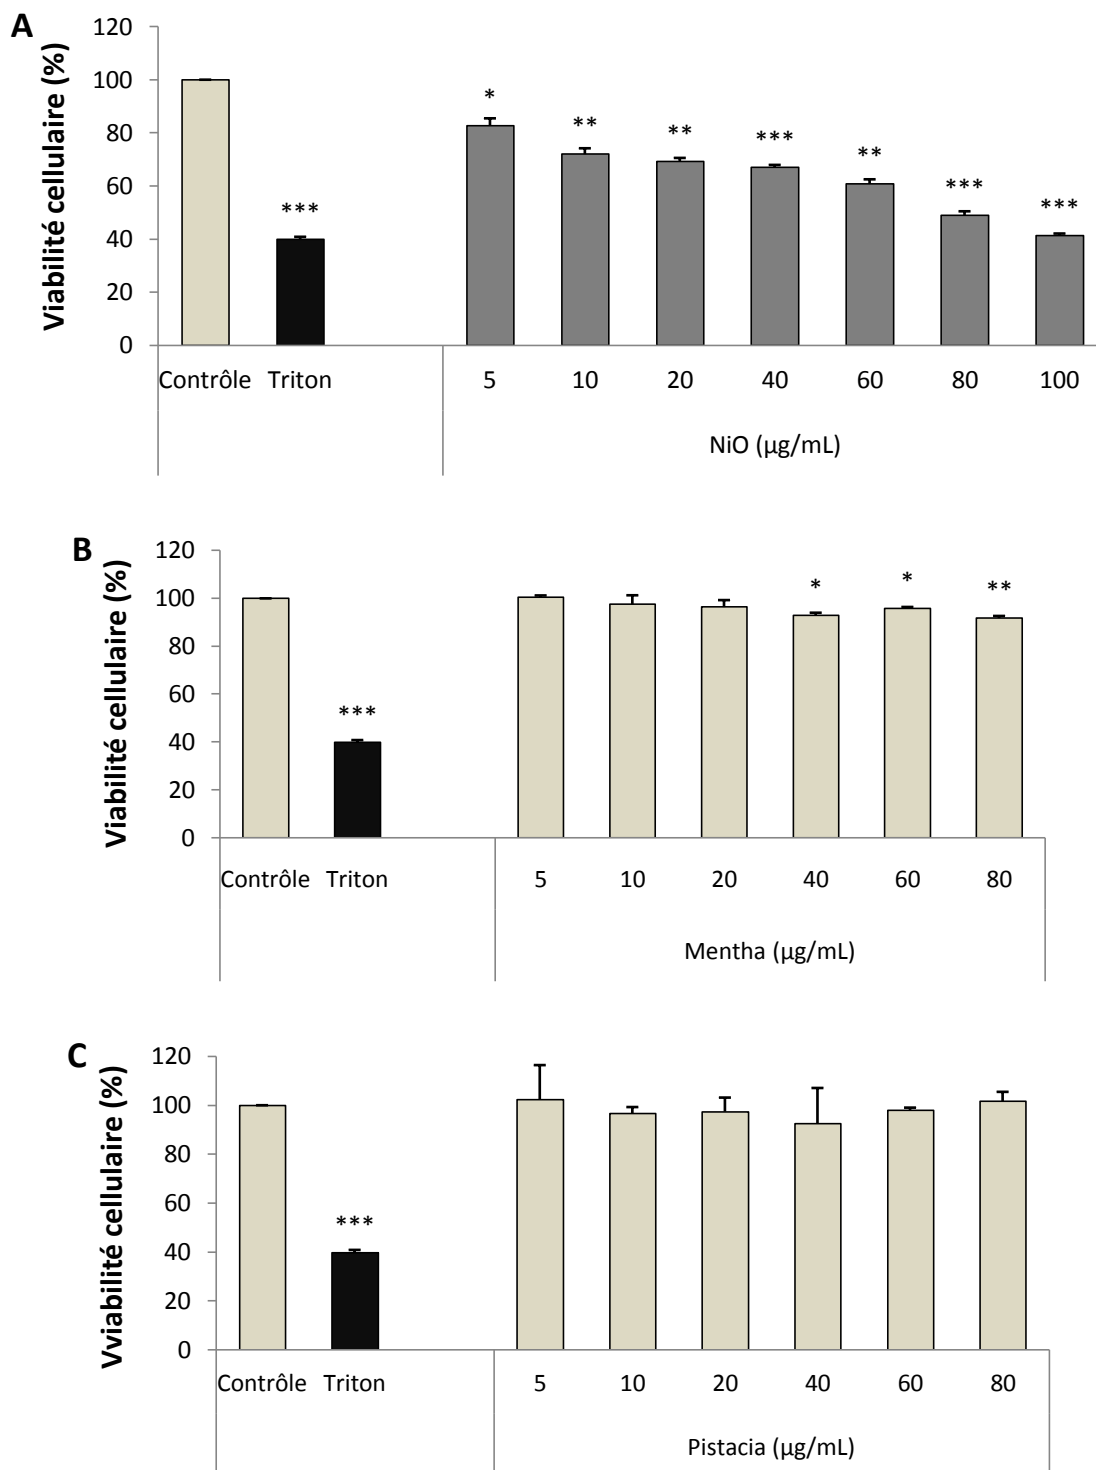 A
Viabilité cellulaire (%)
120
100
80
60
40
20
0
*
**
**
***
**
***
***
***
Contrôle Triton 5 10 20 40 60 80 100
NiO (µg/mL)
B
Viabilité cellulaire (%)
120
100
80
60
40
20
0
*
*
**
***
Contrôle Triton 5 10 20 40 60 80
Mentha (µg/mL)
C
Vviabilité cellulaire (%)
120
100
80
60
40
20
0
***
Contrôle Triton 5 10 20 40 60 80
Pistacia (µg/mL)